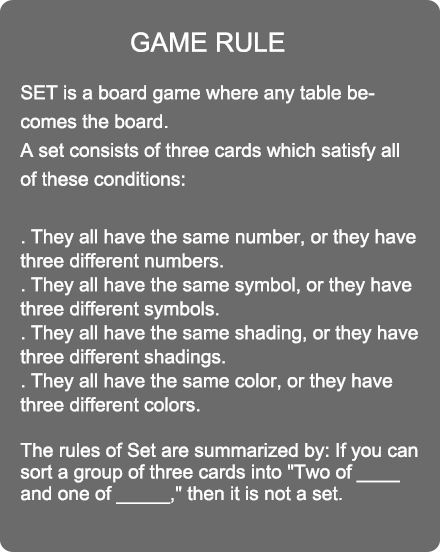 GAME RULE
SET is a board game where any table be-
comes the board.
A set consists of three cards which satisfy all
of these conditions:
. They all have the same number, or they have
three different numbers.
. They all have the same symbol, or they have
three different symbols.
. They all have the same shading, or they have
three different shadings.
. They all have the same color, or they have
three different colors.
The rules of Set are summarized by: If you can
sort a group of three cards into "Two of ____
and one of _____," then it is not a set.